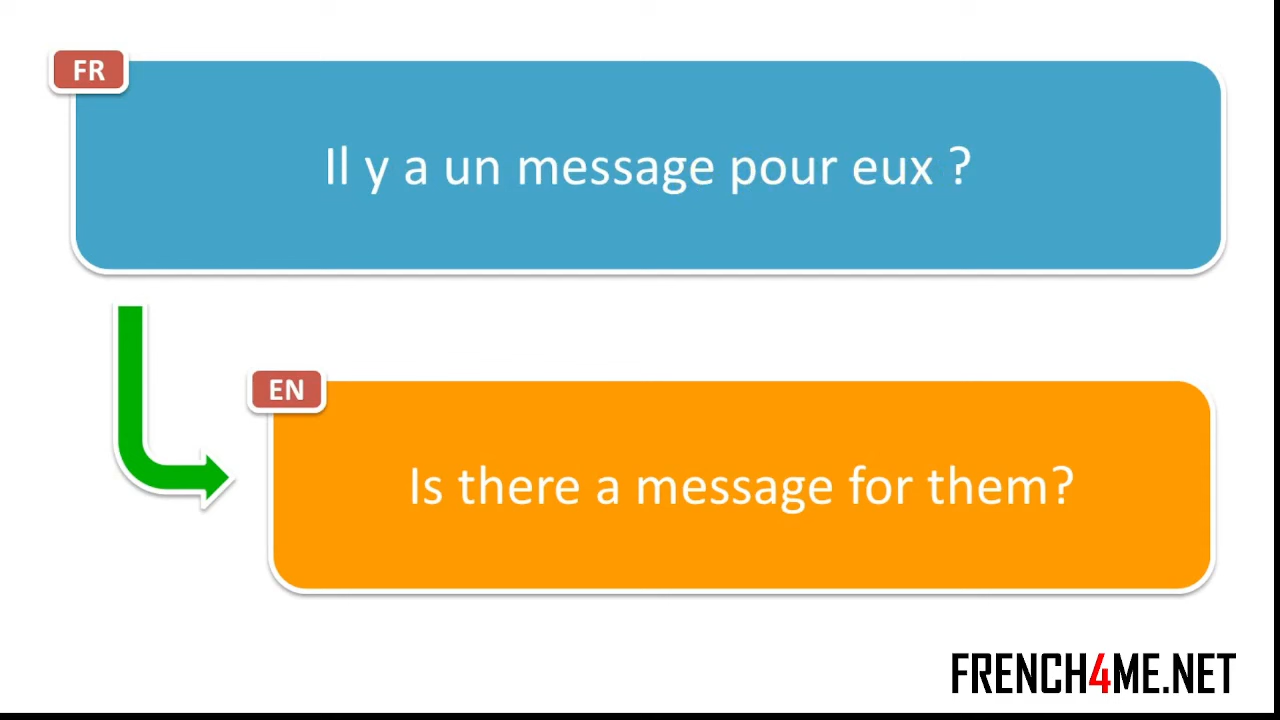 FR
Il y a un message pour eux ?
EN
Is there a message for them?
FRENCH4ME.NET